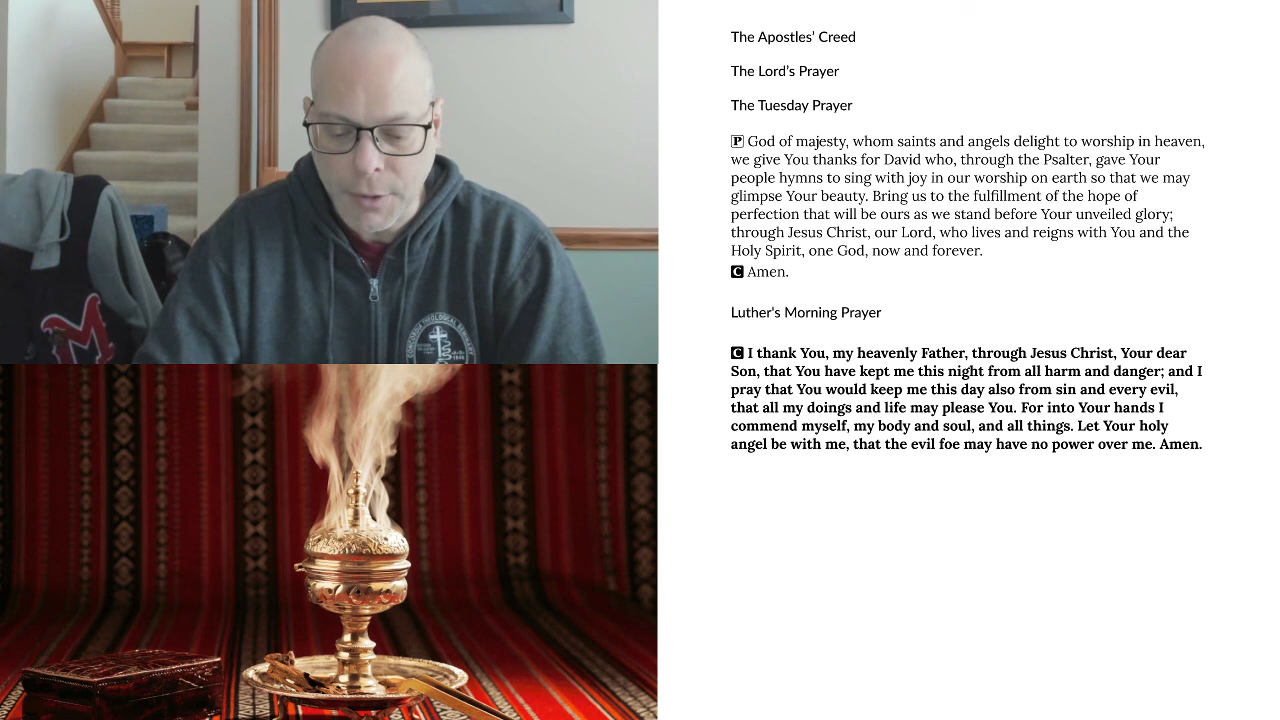 The Apostles' Creed
The Lord's Prayer
The Tuesday Prayer
P God of majesty, whom saints and angels delight to worship in heaven,
we give You thanks for David who, through the Psalter, gave Your
people hymns to sing with joy in our worship on earth so that we may
glimpse Your beauty. Bring us to the fulfillment of the hope of
perfection that will be ours as we stand before Your unveiled glory;
through Jesus Christ, our Lord, who lives and reigns with You and the
Holy Spirit, one God, now and forever.
C Amen.
Luther's Morning Prayer
C I thank You, my heavenly Father, through Jesus Christ, Your dear
Son, that You have kept me this night from all harm and danger; and I
pray that You would keep me this day also from sin and every evil,
that all my doings and life may please You. For into Your hands I
commend myself, my body and soul, and all things. Let Your holy
angel be with me, that the evil foe may have no power over me. Amen.
M
CONCORDIA THEOLOGICAL SEMINARY